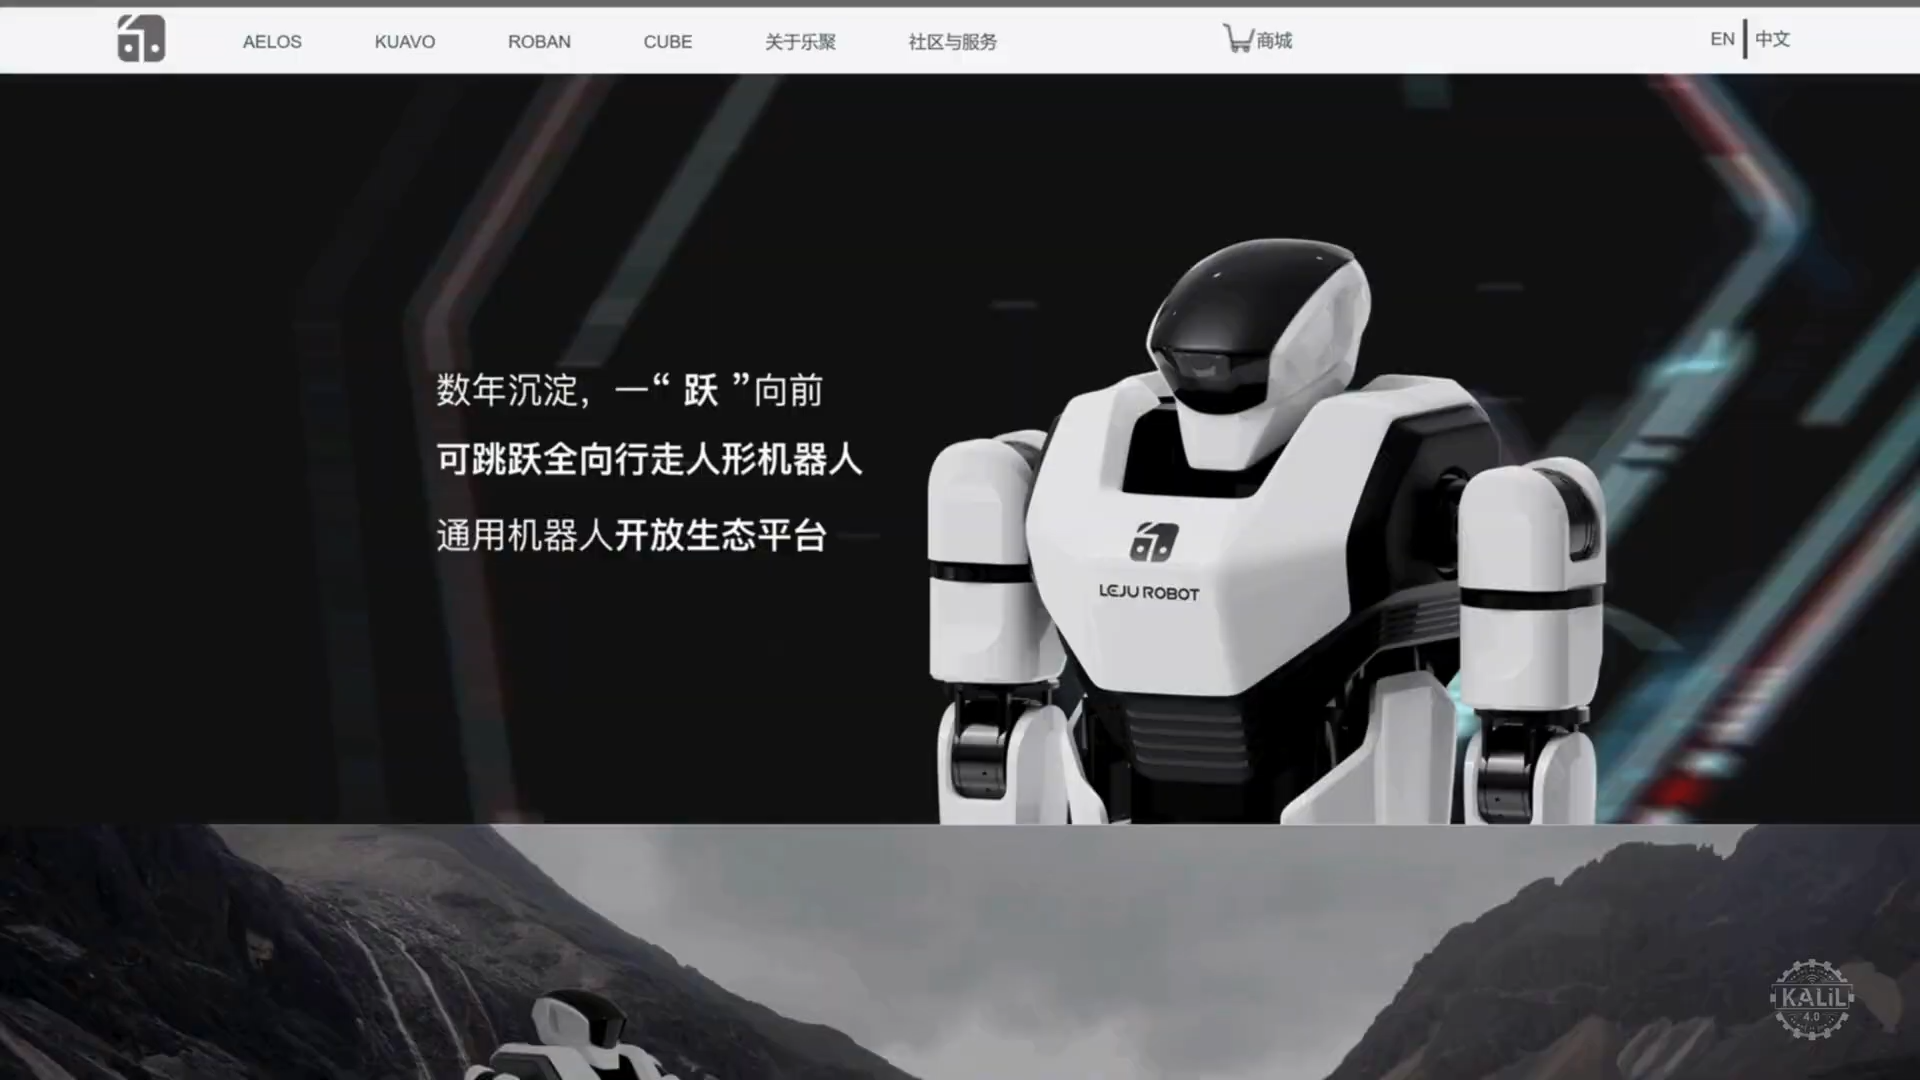 AELOS KUAVO ROBAN CUBE 关于乐聚 社区与服务 商城 EN 中文
数年沉淀，一“ 跃 ”向前
可跳跃全向行走人形机器人
通用机器人开放生态平台
LEJU ROBOT
KALiL
4.0